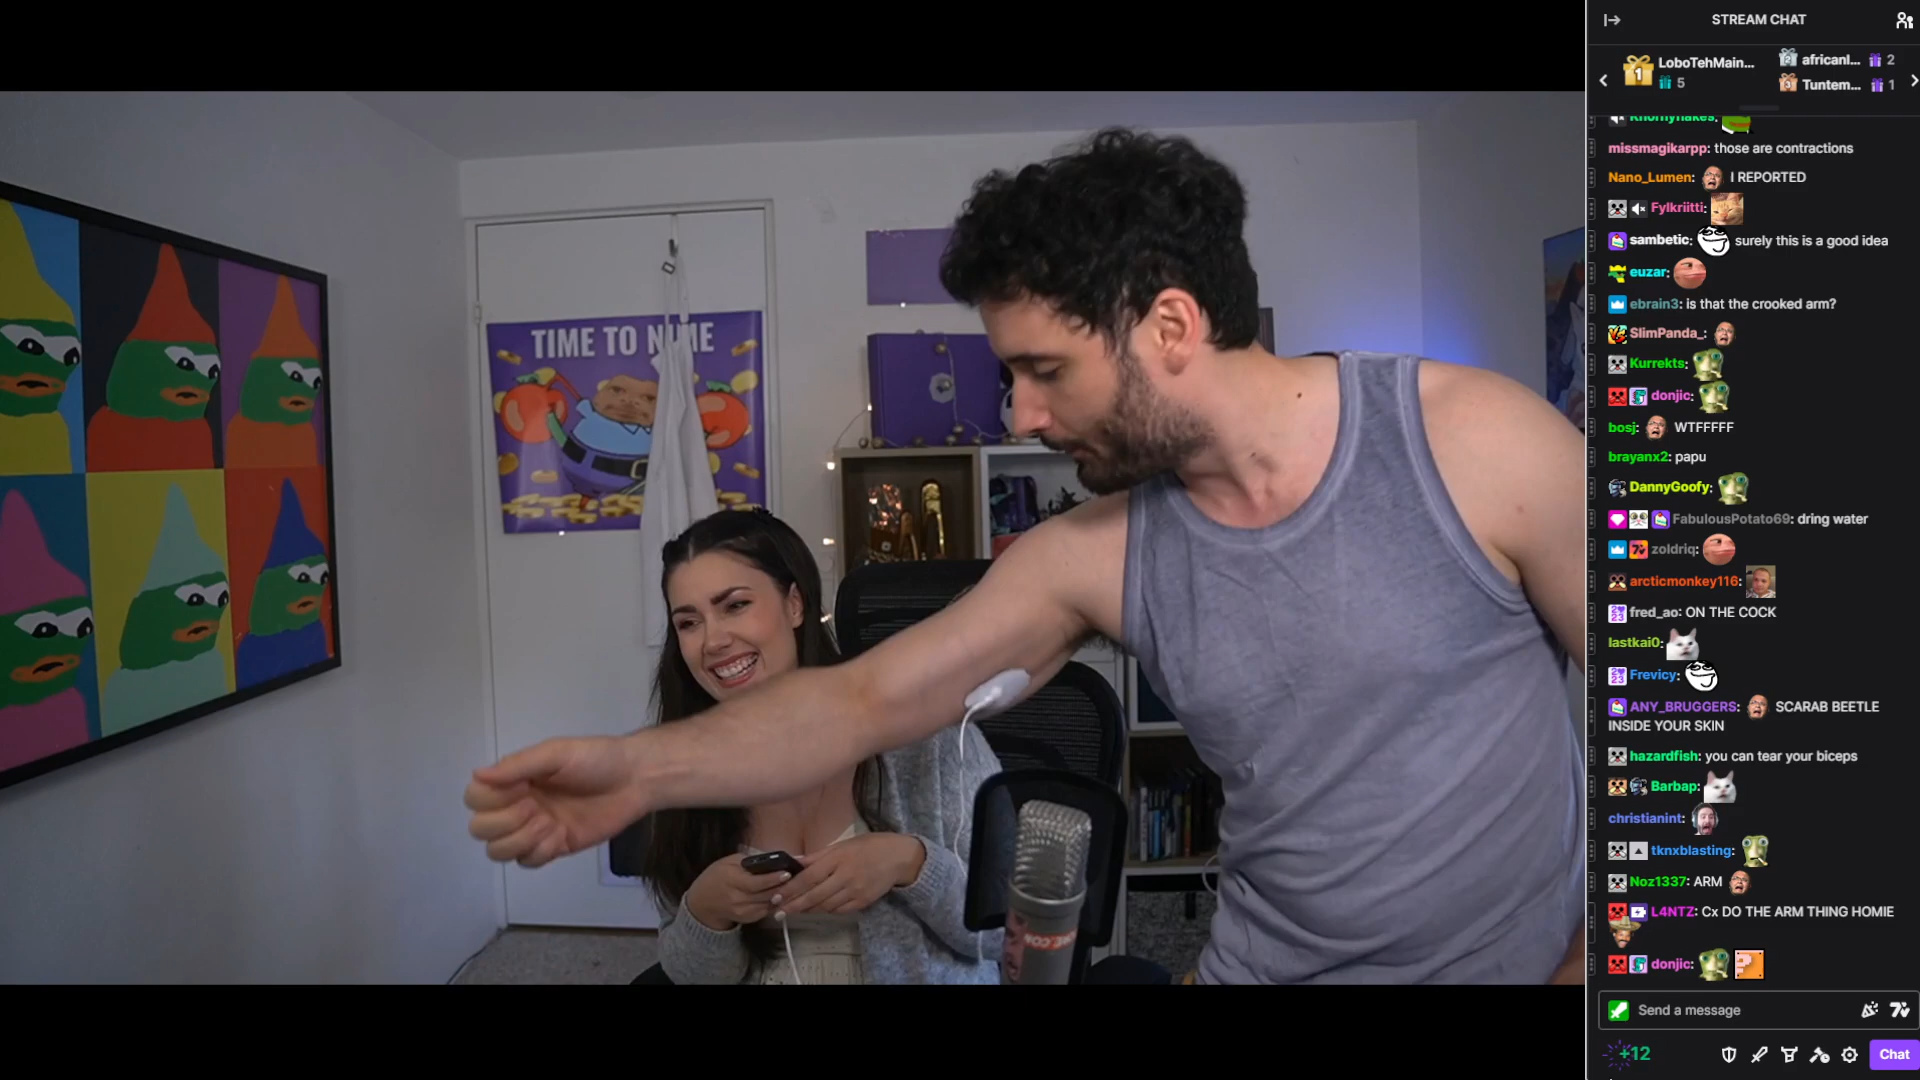 STREAM CHAT
LoboTehMain...
5
africanl...
2
Tuntem...
1
1
TIME TO N
ME
Khornyflakes:
missmagikarpp: those are contractions
Nano_Lumen: I REPORTED
Fylkriitti:
sambetic: surely this is a good idea
euzar:
ebrain3: is that the crooked arm?
SlimPanda_:
Kurrekts:
donjic:
bosj: WTFFFFF
brayanx2: papu
DannyGoofy:
FabulousPotato69: dring water
zoldriq:
arcticmonkey116:
fred_ao: ON THE COCK
lastkai0:
Frevicy:
ANY_BRUGGERS: SCARAB BEETLE
INSIDE YOUR SKIN
hazardfish: you can tear your biceps
Barbap:
christianint:
tknxblasting:
Noz1337: ARM
L4NTZ: Cx DO THE ARM THING HOMIE
donjic:
Send a message
+12
Chat